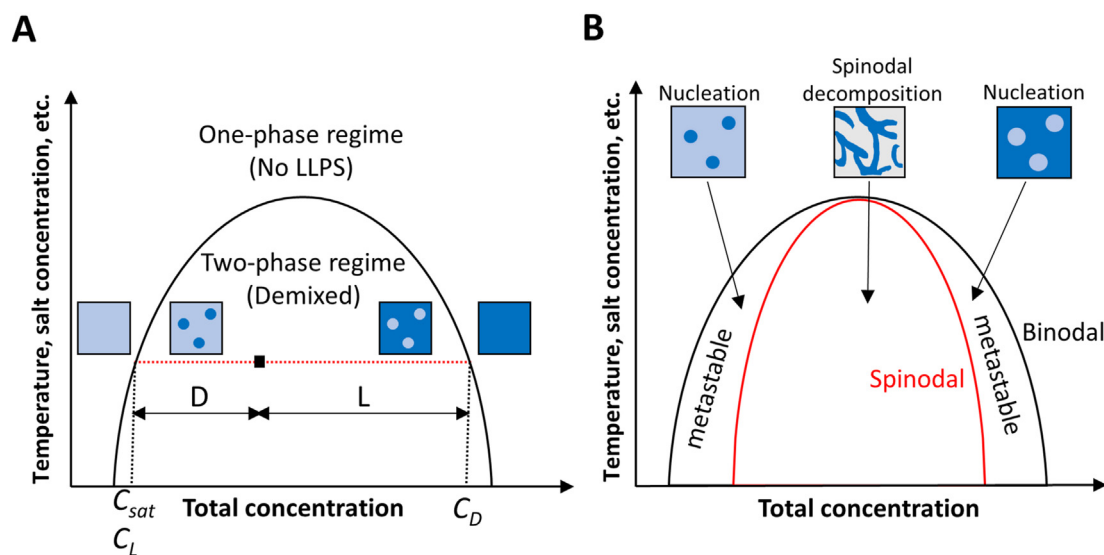 A
Temperature, salt concentration, etc.
One-phase regime
(No LLPS)
Two-phase regime
(Demixed)
D
L
C_sat
C_L
Total concentration
C_D
B
Temperature, salt concentration, etc.
Nucleation
Spinodal
decomposition
Nucleation
metastable
Spinodal
metastable
Binodal
Total concentration